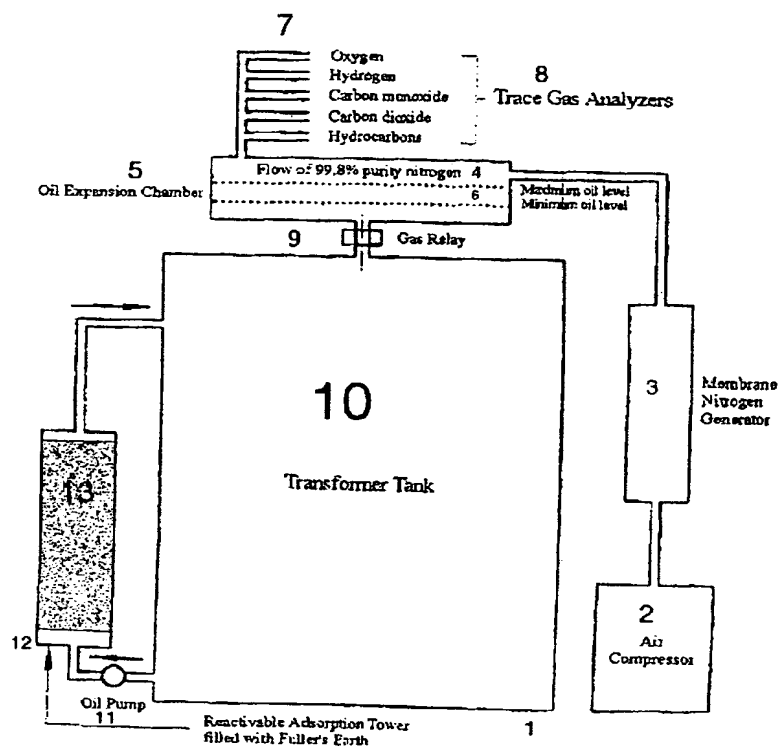 7
Oxygen
Hydrogen
Carbon monoxide
Carbon dioxide
Hydrocarbons
8
Trace Gas Analyzers
5
Oil Expansion Chamber
Flow of 99,8% purity nitrogen 4
6
Maximum oil level
Minimum oil level
9
Gas Relay
10
Transformer Tank
3
Membrane
Nitrogen
Generator
13
2
Air
Compressor
12
Oil Pump
11
1
Reactivable Adsorption Tower
filled with Fuller's Earth